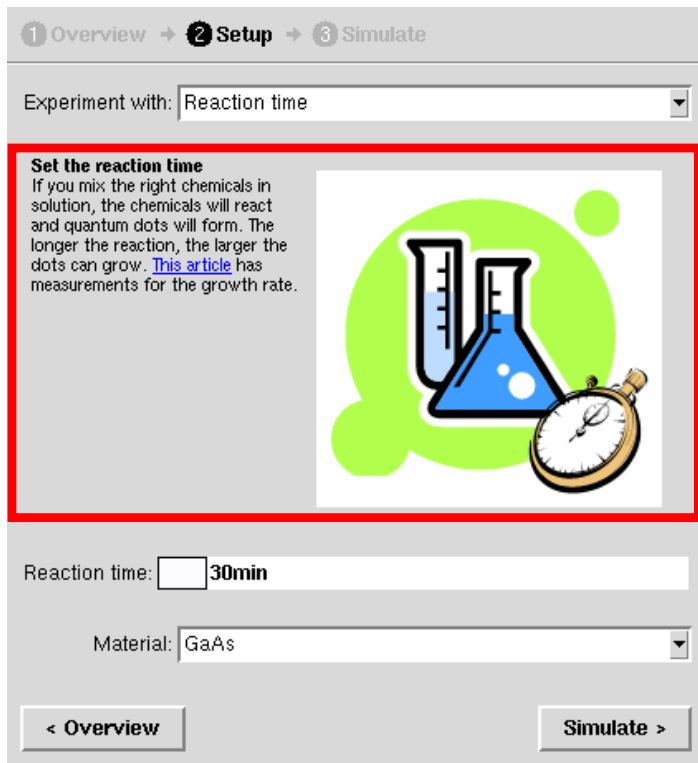 1 Overview → 2 Setup → 3 Simulate
Experiment with: Reaction time
Set the reaction time
If you mix the right chemicals in
solution, the chemicals will react
and quantum dots will form. The
longer the reaction, the larger the
dots can grow. This article has
measurements for the growth rate.
Reaction time: 30min
Material: GaAs
< Overview
Simulate >